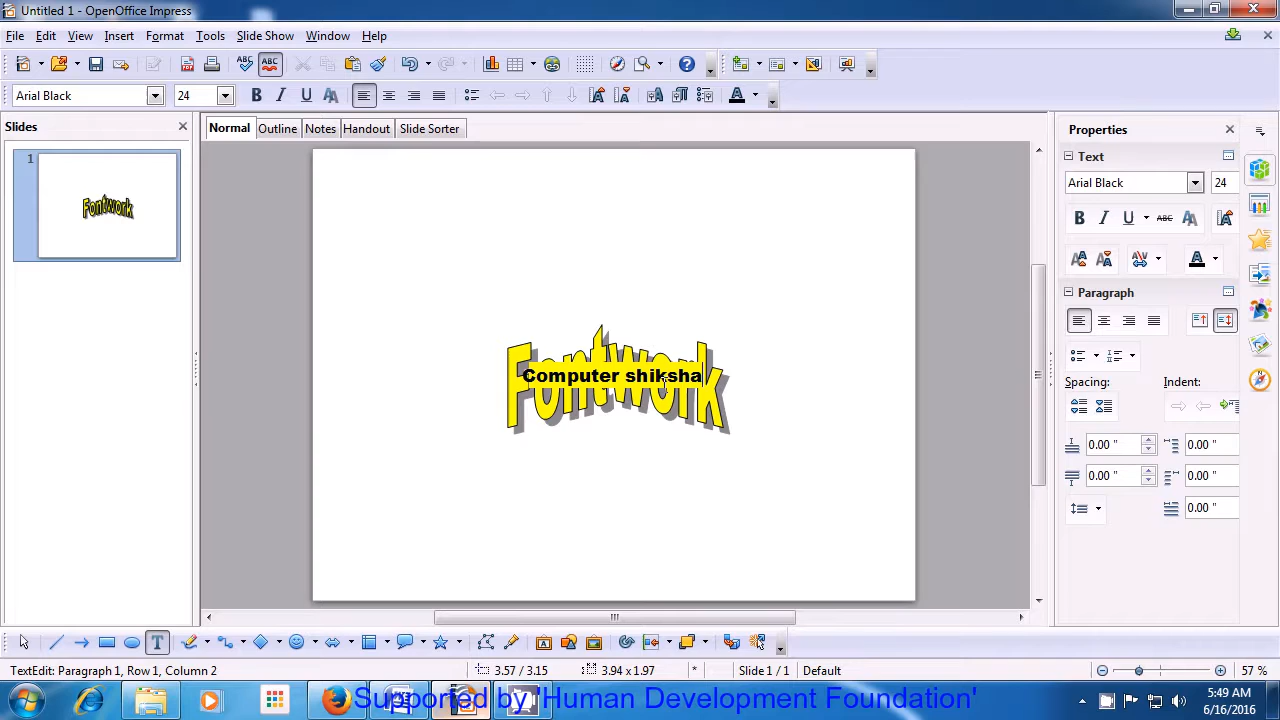 Untitled 1 - OpenOffice Impress
File Edit View Insert Format Tools Slide Show Window Help
Arial Black 24
Slides
Normal Outline Notes Handout Slide Sorter
Properties
1
Fontwork
Text
Arial Black 24
Paragraph
Fontwork
Computer shiksha
Spacing: Indent:
0.00 " 0.00 "
0.00 " 0.00 "
0.00 "
TextEdit: Paragraph 1, Row 1, Column 2 3.57 / 3.15 3.94 x 1.97 * Slide 1 / 1 Default 57 %
Supported by 'Human Development Foundation'
5:49 AM
6/16/2016